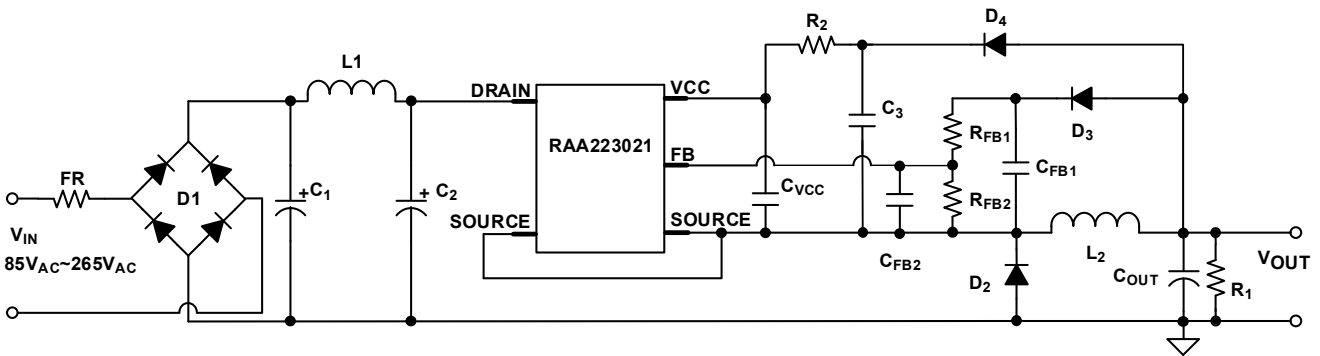 R2
D4
L1
DRAIN
VCC
C3
D3
RAA223021
RFB1
FR
D1
+ C1
+ C2
FB
CFB1
CVCC
RFB2
SOURCE
SOURCE
VIN
85VAC~265VAC
CFB2
D2
L2
COUT
R1
VOUT